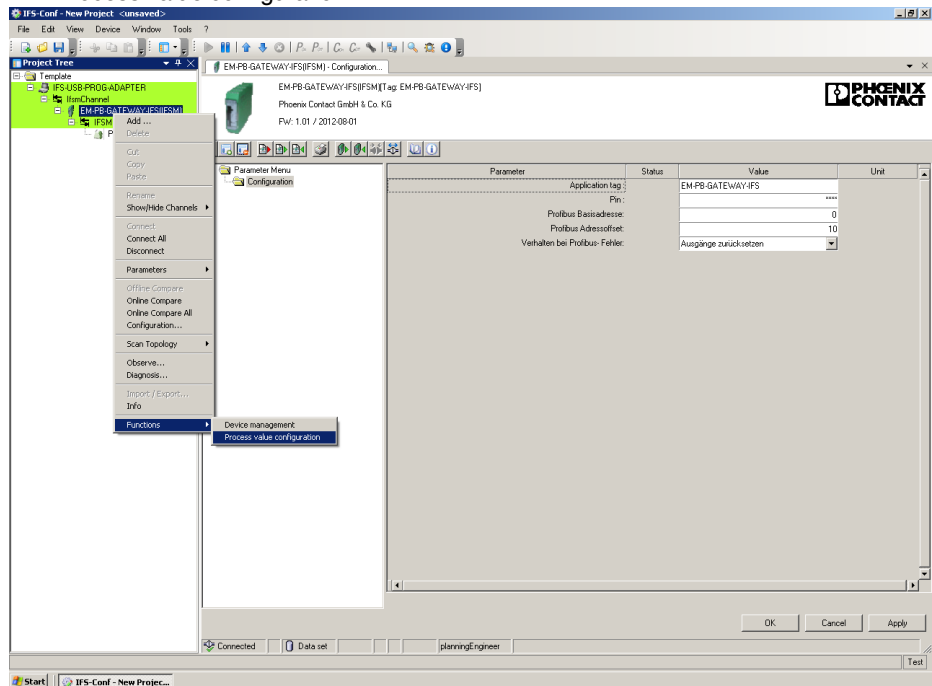 Process value configuration
IFS-Conf - New Project <unsaved>
File Edit View Device Window Tools ?
Project Tree
Template
IFS-USB-PROG-ADAPTER
IfsmChannel
EM-PB-GATEWAY-IFS(IFSM)
IFSM
P
EM-PB-GATEWAY-IFS(IFSM) - Configuration...
EM-PB-GATEWAY-IFS(IFSM)[Tag: EM-PB-GATEWAY-IFS]
Phoenix Contact GmbH & Co. KG
FW: 1.01 / 2012-08-01
PHŒNIX
CONTACT
Add ...
Delete
Cut
Copy
Paste
Rename
Show/Hide Channels
Connect
Connect All
Disconnect
Parameters
Offline Compare
Online Compare
Online Compare All
Configuration...
Scan Topology
Observe...
Diagnosis...
Import / Export...
Info
Functions
Device management
Process value configuration
Parameter Menu
Configuration
Parameter Status Value Unit
Application tag: EM-PB-GATEWAY-IFS
Pin: ****
Profibus Basisadresse: 0
Profibus Adressoffset: 10
Verhalten bei Profibus- Fehler: Ausgänge zurücksetzen
OK Cancel Apply
Connected Data set planningEngineer
Test
Start IFS-Conf - New Projec...